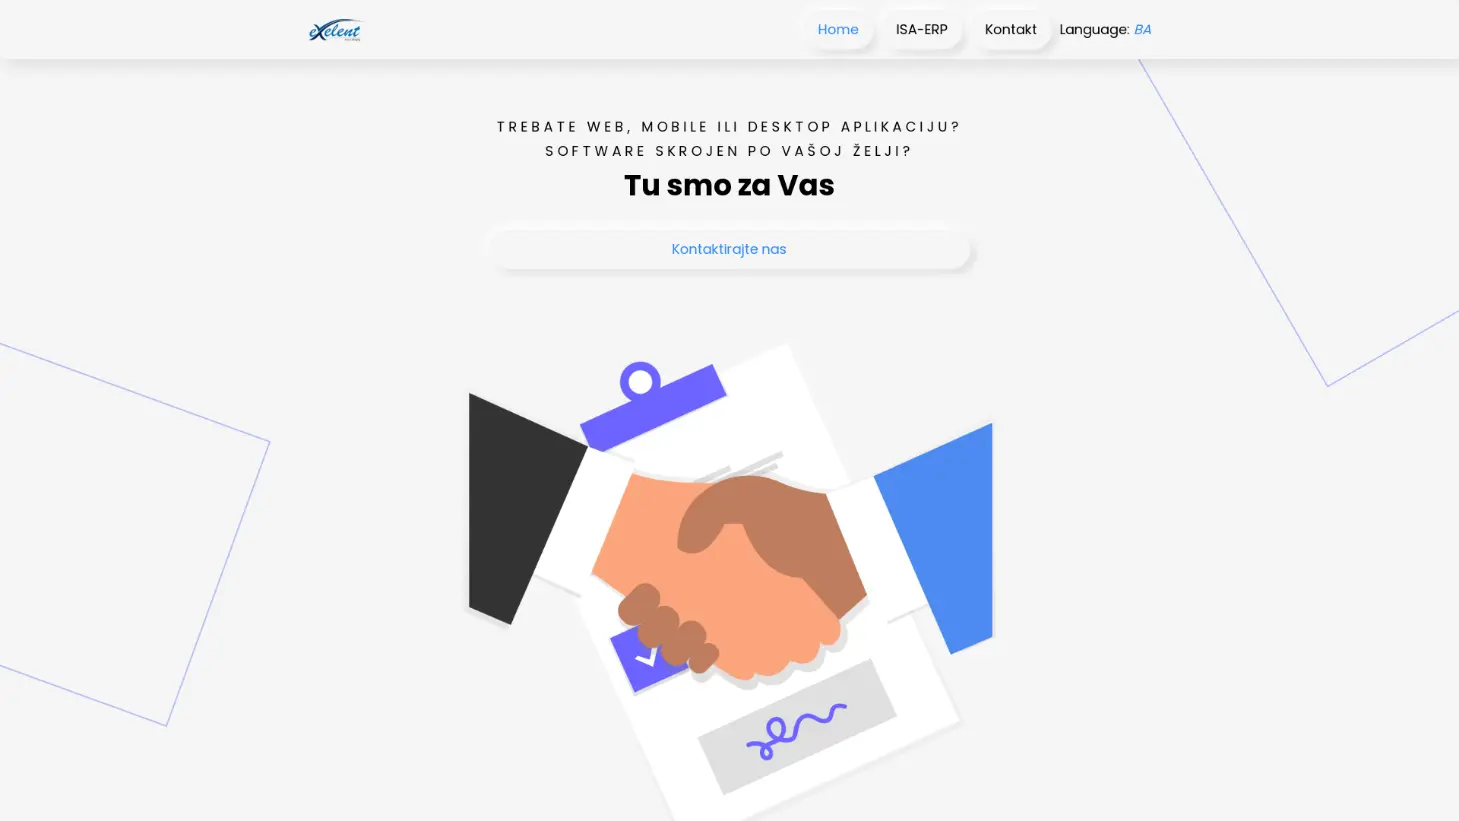 eXelent
Home
ISA-ERP
Kontakt
Language: BA
TREBATE WEB, MOBILE ILI DESKTOP APLIKACIJU?
SOFTWARE SKROJEN PO VAŠOJ ŽELJI?
Tu smo za Vas
Kontaktirajte nas